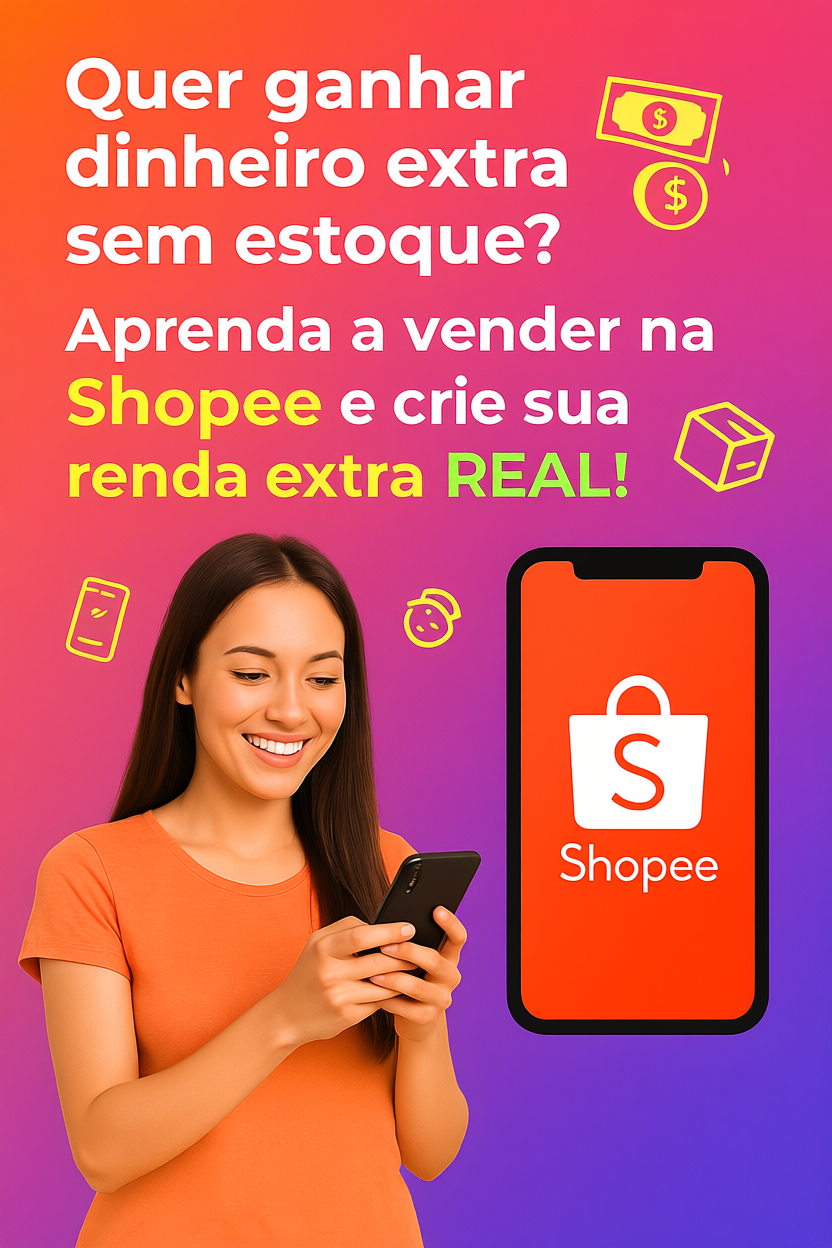 Quer ganhar
dinheiro extra
sem estoque?
Aprenda a vender na
Shopee e crie sua
renda extra REAL!
$
$
S
Shopee